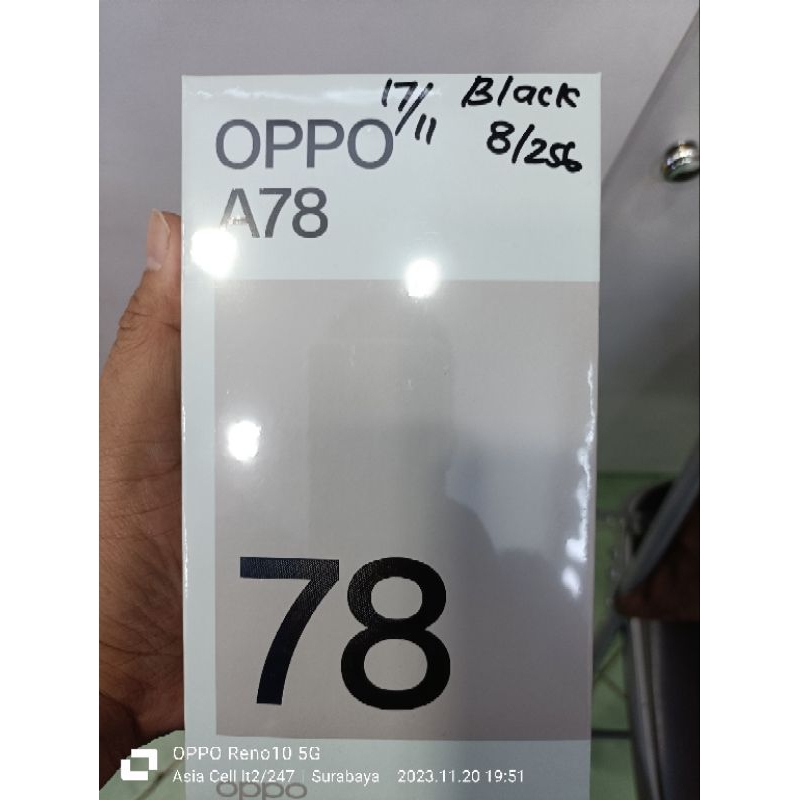 17/11 Black
8/256
OPPO
A78
78
OPPO Reno10 5G
Asia Cell lt2/247 | Surabaya 2023.11.20 19:51
oppo